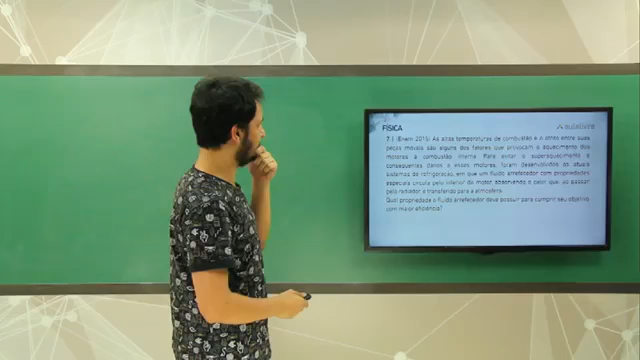 FÍSICA
Aaulalivre
7 | (Enem 2015) As altas temperaturas de combustão e o atrito entre suas
peças móveis são alguns dos fatores que provocam o aquecimento dos
motores à combustão interna. Para evitar o superaquecimento e
consequentes danos a esses motores, foram desenvolvidos os atuais
sistemas de refrigeração, em que um fluido arrefecedor com propriedades
especiais circula pelo interior do motor, absorvendo o calor que, ao passar
pelo radiador, é transferido para a atmosfera.
Qual propriedade o fluido arrefecedor deve possuir para cumprir seu objetivo
com maior eficiência?